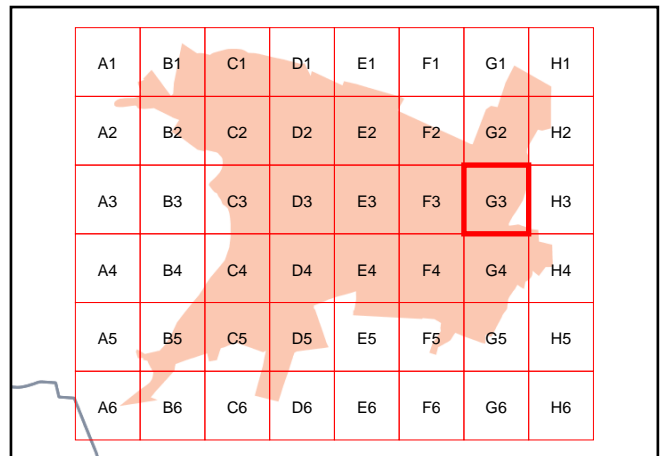 A1 B1 C1 D1 E1 F1 G1 H1
A2 B2 C2 D2 E2 F2 G2 H2
A3 B3 C3 D3 E3 F3 G3 H3
A4 B4 C4 D4 E4 F4 G4 H4
A5 B5 C5 D5 E5 F5 G5 H5
A6 B6 C6 D6 E6 F6 G6 H6